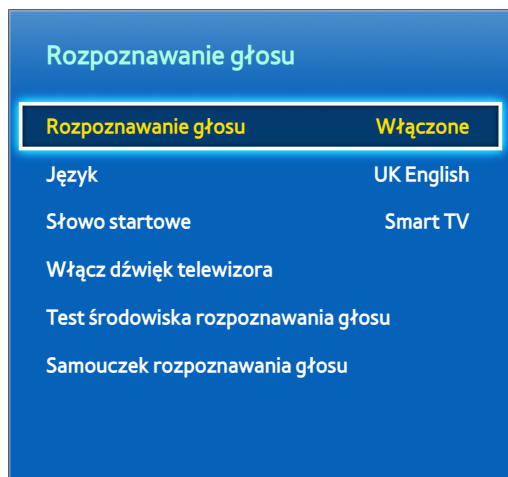 Rozpoznawanie głosu
Rozpoznawanie głosu Włączone
Język UK English
Słowo startowe Smart TV
Włącz dźwięk telewizora
Test środowiska rozpoznawania głosu
Samouczek rozpoznawania głosu